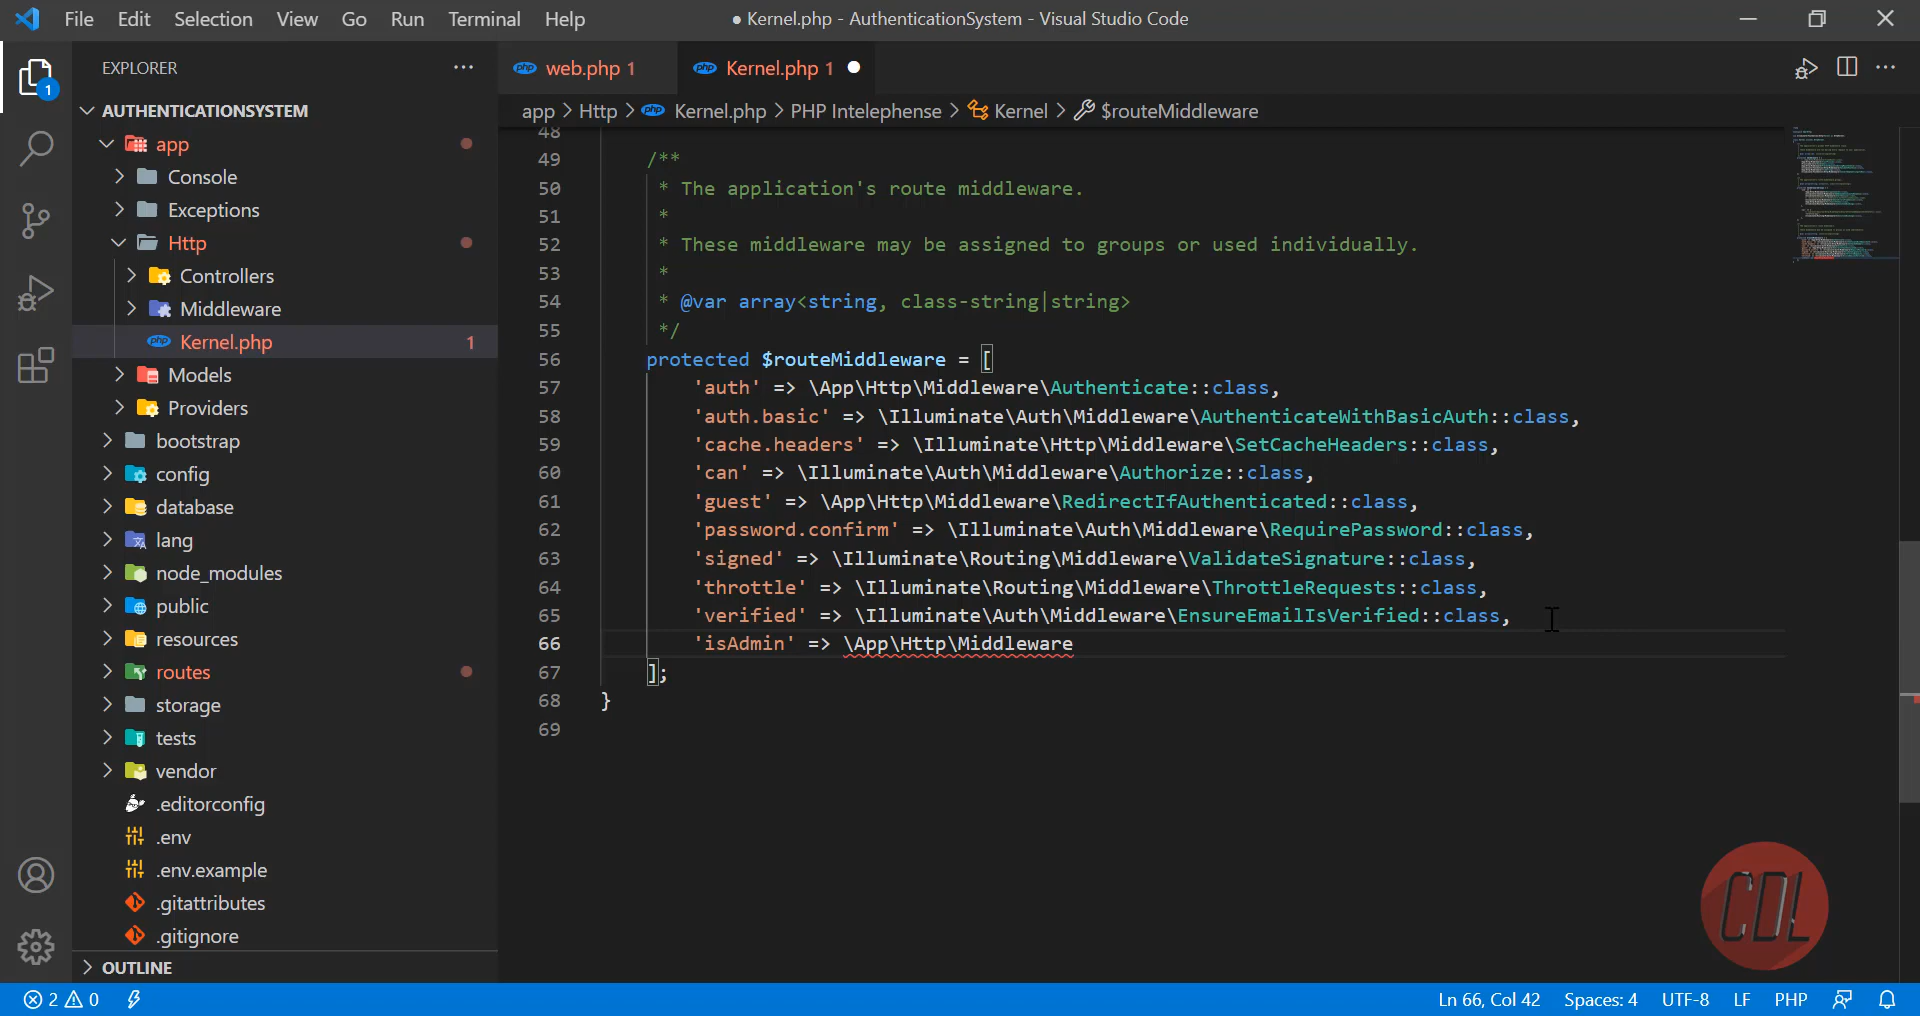 File Edit Selection View Go Run Terminal Help
● Kernel.php - AuthenticationSystem - Visual Studio Code
EXPLORER
web.php 1
Kernel.php 1
1
AUTHENTICATIONSYSTEM
app > Http > Kernel.php > PHP Intelephense > Kernel > $routeMiddleware
app
Console
Exceptions
Http
Controllers
Middleware
Kernel.php 1
Models
Providers
bootstrap
config
database
lang
node_modules
public
resources
routes
storage
tests
vendor
.editorconfig
.env
.env.example
.gitattributes
.gitignore
OUTLINE
48
49 /**
50 * The application's route middleware.
51 *
52 * These middleware may be assigned to groups or used individually.
53 *
54 * @var array<string, class-string|string>
55 */
56 protected $routeMiddleware = [
57 'auth' => \App\Http\Middleware\Authenticate::class,
58 'auth.basic' => \Illuminate\Auth\Middleware\AuthenticateWithBasicAuth::class,
59 'cache.headers' => \Illuminate\Http\Middleware\SetCacheHeaders::class,
60 'can' => \Illuminate\Auth\Middleware\Authorize::class,
61 'guest' => \App\Http\Middleware\RedirectIfAuthenticated::class,
62 'password.confirm' => \Illuminate\Auth\Middleware\RequirePassword::class,
63 'signed' => \Illuminate\Routing\Middleware\ValidateSignature::class,
64 'throttle' => \Illuminate\Routing\Middleware\ThrottleRequests::class,
65 'verified' => \Illuminate\Auth\Middleware\EnsureEmailIsVerified::class,
66 'isAdmin' => \App\Http\Middleware
67 ];
68 }
69
CDL
2 0
Ln 66, Col 42 Spaces: 4 UTF-8 LF PHP